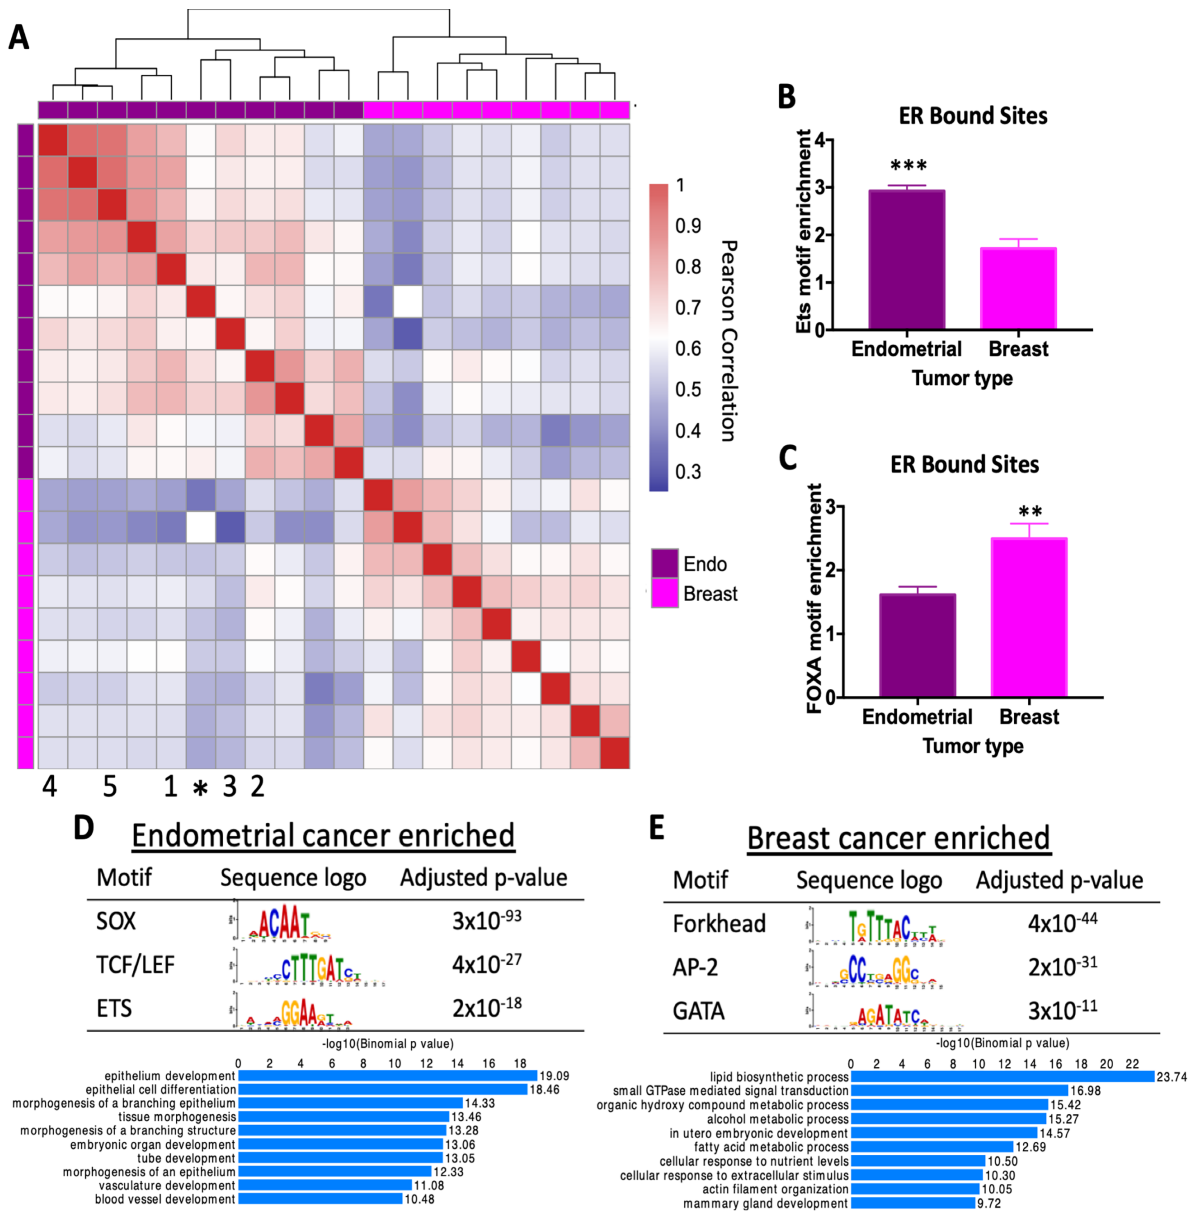 A
1
0.9
0.8
0.7
0.6
0.5
0.4
0.3
Pearson Correlation
Endo
Breast
4 5 1 * 3 2
B
ER Bound Sites
Ets motif enrichment
4
3
2
1
0
***
Endometrial Breast
Tumor type
C
ER Bound Sites
FOXA motif enrichment
3
2
1
0
**
Endometrial Breast
Tumor type
D
Endometrial cancer enriched
Motif Sequence logo Adjusted p-value
SOX ACAAT 3x10-93
TCF/LEF CTTTGAT 4x10-27
ETS GGAA 2x10-18
-log10(Binomial p value)
0 2 4 6 8 10 12 14 16 18
epithelium development 19.09
epithelial cell differentiation 18.46
morphogenesis of a branching epithelium 14.33
tissue morphogenesis 13.46
morphogenesis of a branching structure 13.28
embryonic organ development 13.06
tube development 13.05
morphogenesis of an epithelium 12.33
vasculature development 11.08
blood vessel development 10.48
E
Breast cancer enriched
Motif Sequence logo Adjusted p-value
Forkhead TGTTTAC 4x10-44
AP-2 2x10-31
GATA AGATATC 3x10-11
-log10(Binomial p value)
0 2 4 6 8 10 12 14 16 18 20 22
lipid biosynthetic process 23.74
small GTPase mediated signal transduction 16.98
organic hydroxy compound metabolic process 15.42
alcohol metabolic process 15.27
in utero embryonic development 14.57
fatty acid metabolic process 12.69
cellular response to nutrient levels 10.50
cellular response to extracellular stimulus 10.30
actin filament organization 10.05
mammary gland development 9.72